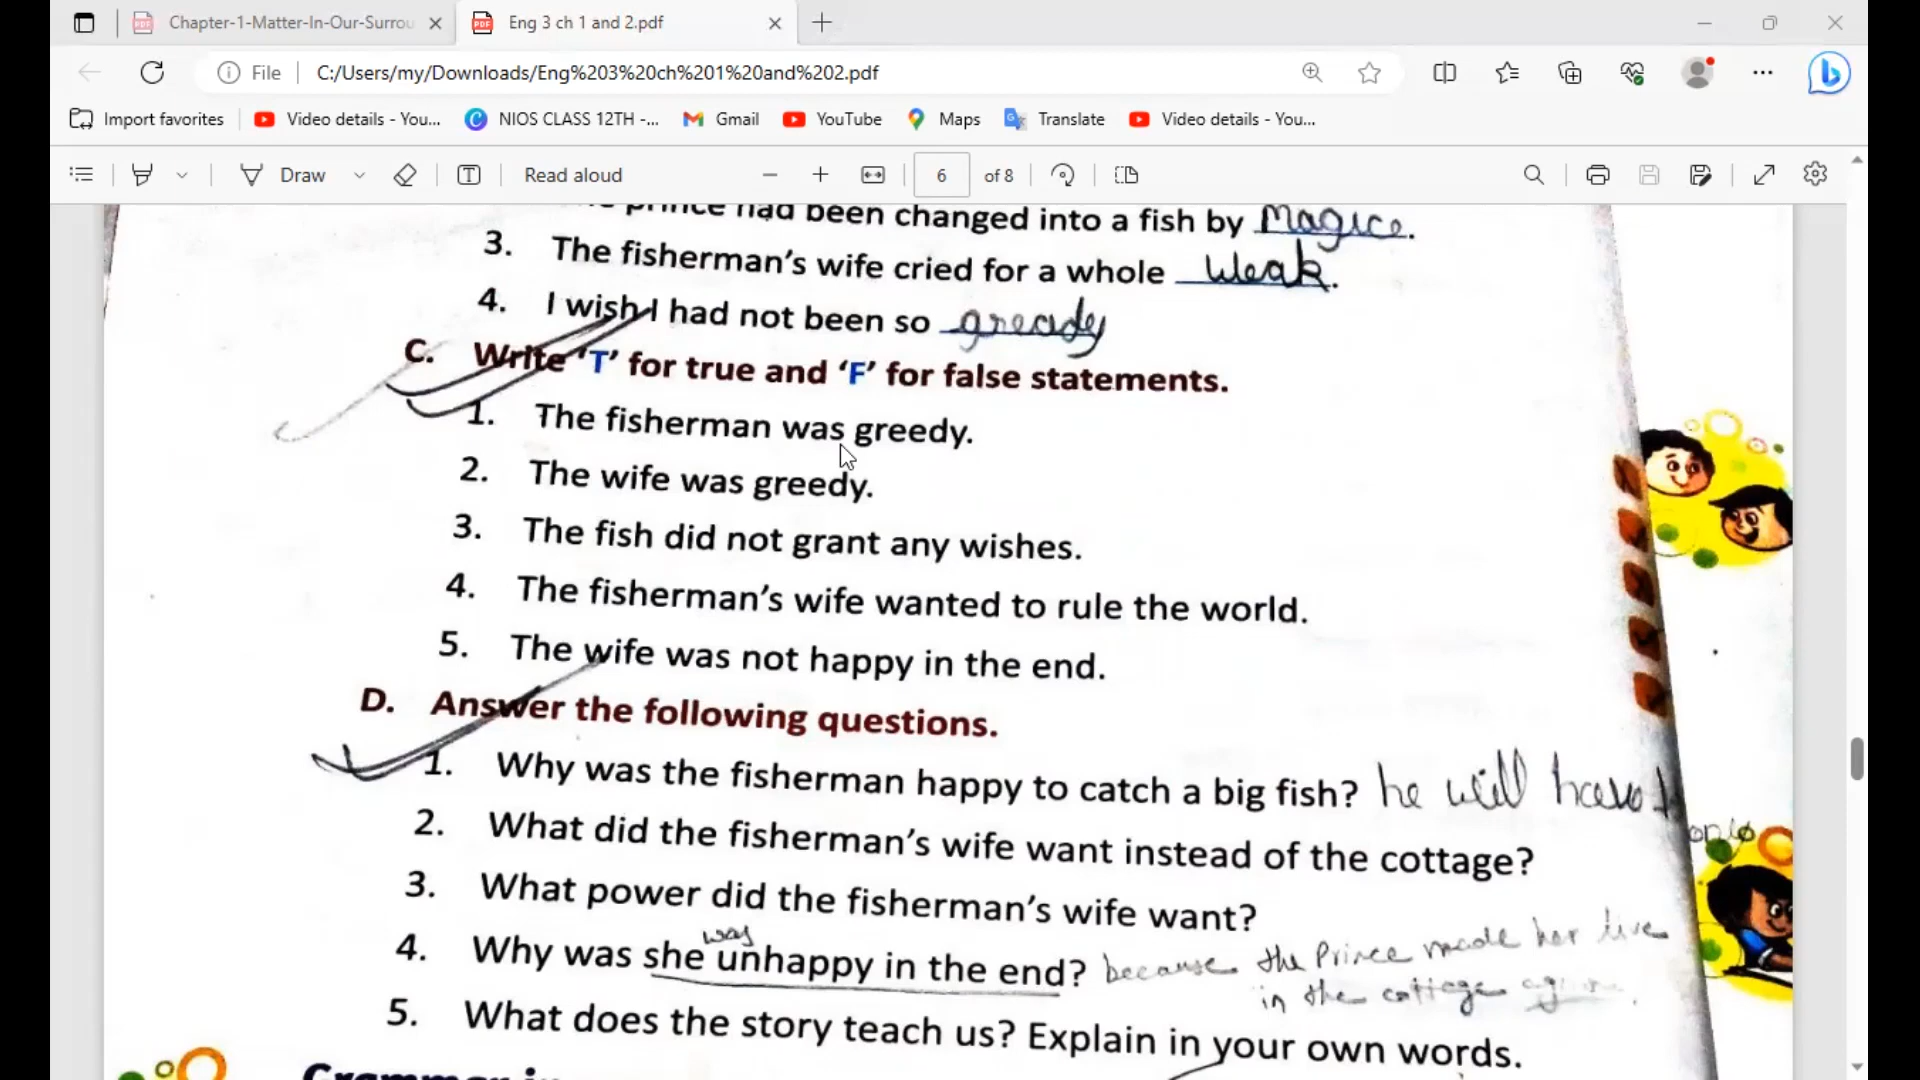 Chapter-1-Matter-In-Our-Surrou
Eng 3 ch 1 and 2.pdf
File
C:/Users/my/Downloads/Eng%203%20ch%201%20and%202.pdf
Import favorites
Video details - You...
NIOS CLASS 12TH -...
Gmail
YouTube
Maps
Translate
Video details - You...
Draw
Read aloud
6 of 8
prince had been changed into a fish by Magice.
3. The fisherman's wife cried for a whole Weak.
4. I wish I had not been so gready
C. Write 'T' for true and 'F' for false statements.
1. The fisherman was greedy.
2. The wife was greedy.
3. The fish did not grant any wishes.
4. The fisherman's wife wanted to rule the world.
5. The wife was not happy in the end.
D. Answer the following questions.
1. Why was the fisherman happy to catch a big fish? he will have
2. What did the fisherman's wife want instead of the cottage?
3. What power did the fisherman's wife want?
was
4. Why was she unhappy in the end? because the Prince made her live
in the cottage
5. What does the story teach us? Explain in your own words.